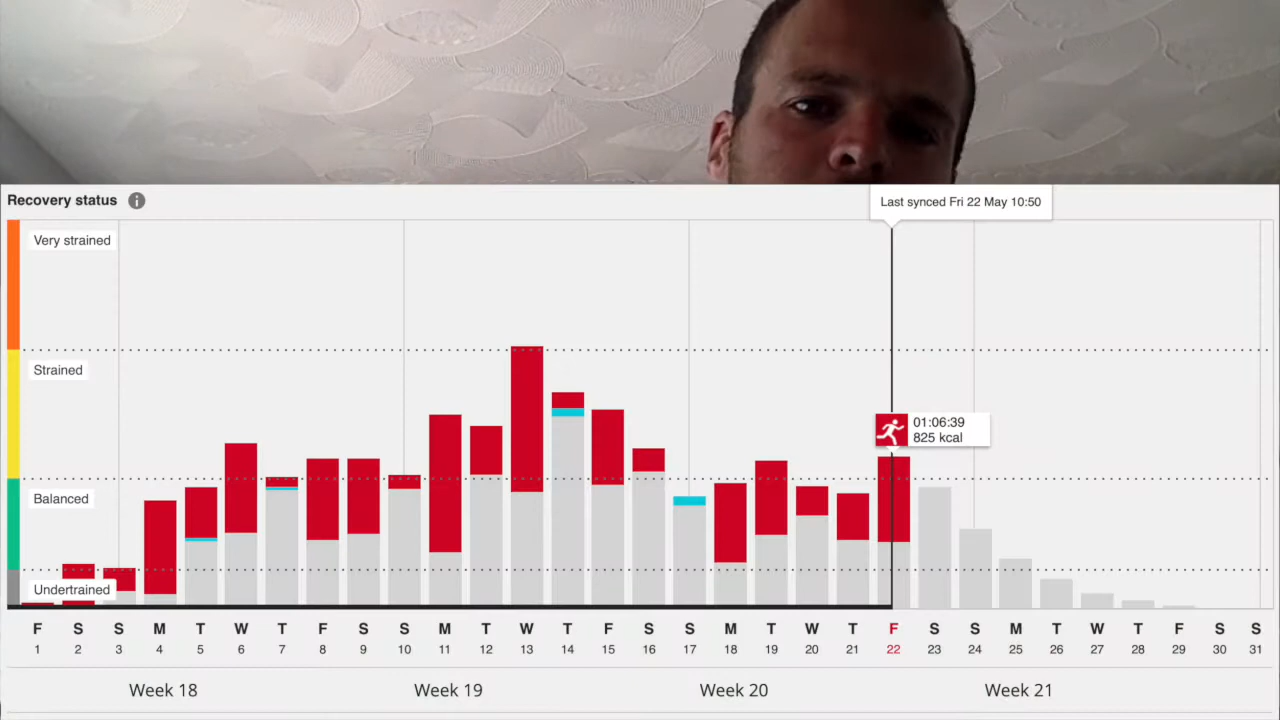 Recovery status i
Last synced Fri 22 May 10:50
Very strained
Strained
01:06:39
825 kcal
Balanced
Undertrained
F S S M T W T F S S M T W T F S S M T W T F S S M T W T F S S
1 2 3 4 5 6 7 8 9 10 11 12 13 14 15 16 17 18 19 20 21 22 23 24 25 26 27 28 29 30 31
Week 18 Week 19 Week 20 Week 21